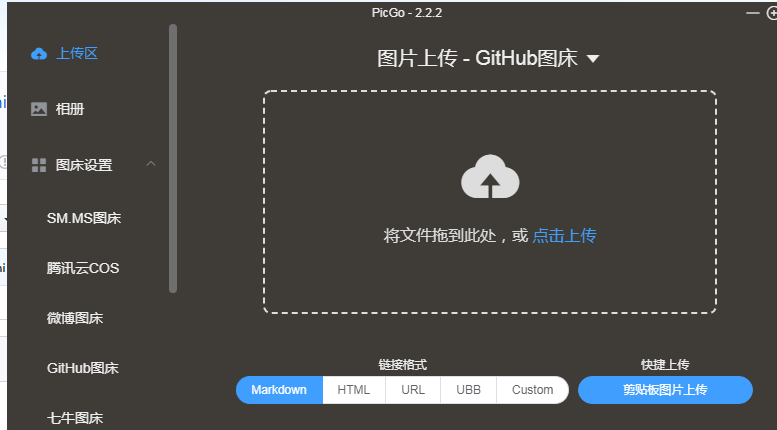 PicGo - 2.2.2
上传区
相册
图床设置
SM.MS图床
腾讯云COS
微博图床
GitHub图床
七牛图床
图片上传 - GitHub图床
将文件拖到此处，或 点击上传
链接格式
Markdown HTML URL UBB Custom
快捷上传
剪贴板图片上传